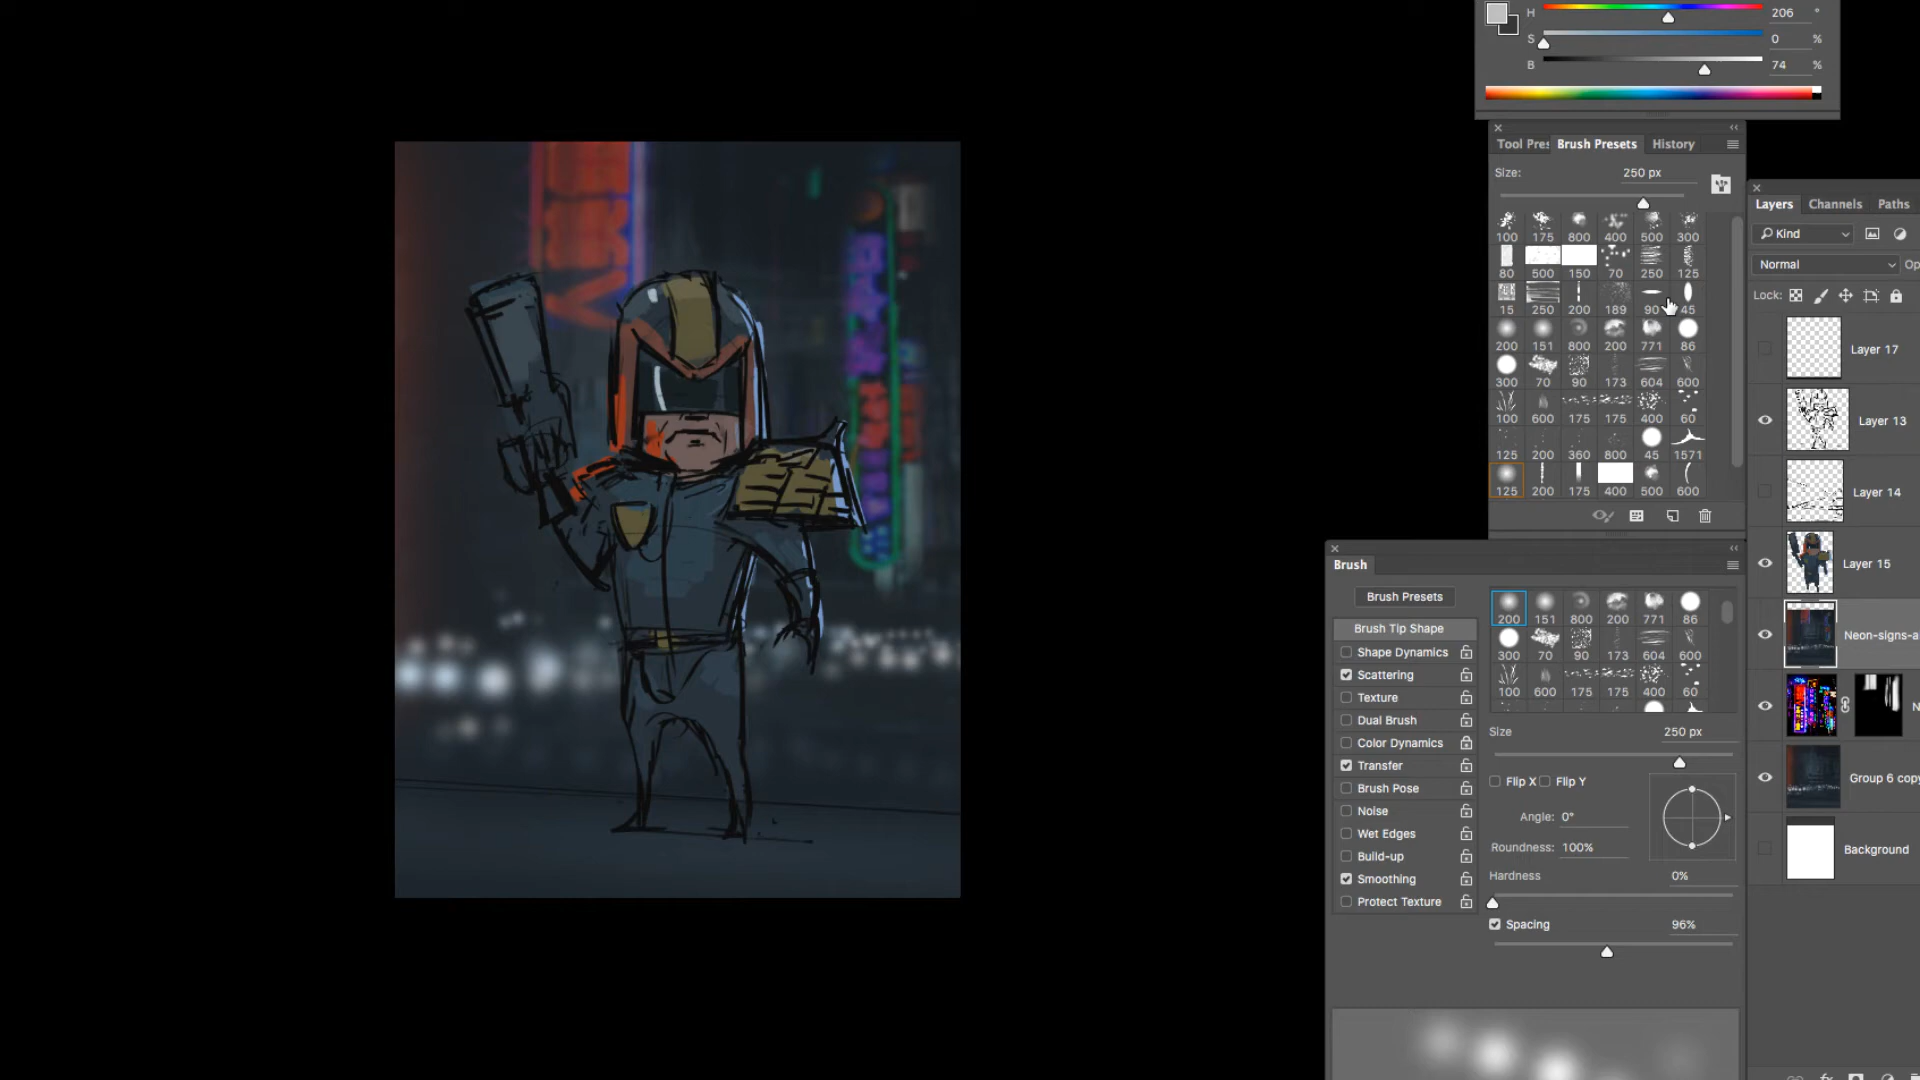 H 206 °
S 0 %
B 74 %
Tool Pres Brush Presets History
Size: 250 px
100 175 800 400 500 300
80 500 150 70 250 125
15 250 200 189 90 45
200 151 800 200 771 86
300 70 90 173 604 600
100 600 175 175 400 60
125 200 360 800 45 1571
125 200 175 400 500 600
Layers Channels Paths
Kind
Normal Op
Lock:
Layer 17
Layer 13
Layer 14
Layer 15
Neon-signs-a
N
Group 6 copy
Background
Brush
Brush Presets
Brush Tip Shape
Shape Dynamics
Scattering
Texture
Dual Brush
Color Dynamics
Transfer
Brush Pose
Noise
Wet Edges
Build-up
Smoothing
Protect Texture
200 151 800 200 771 86
300 70 90 173 604 600
100 600 175 175 400 60
Size 250 px
Flip X Flip Y
Angle: 0°
Roundness: 100%
Hardness 0%
Spacing 96%